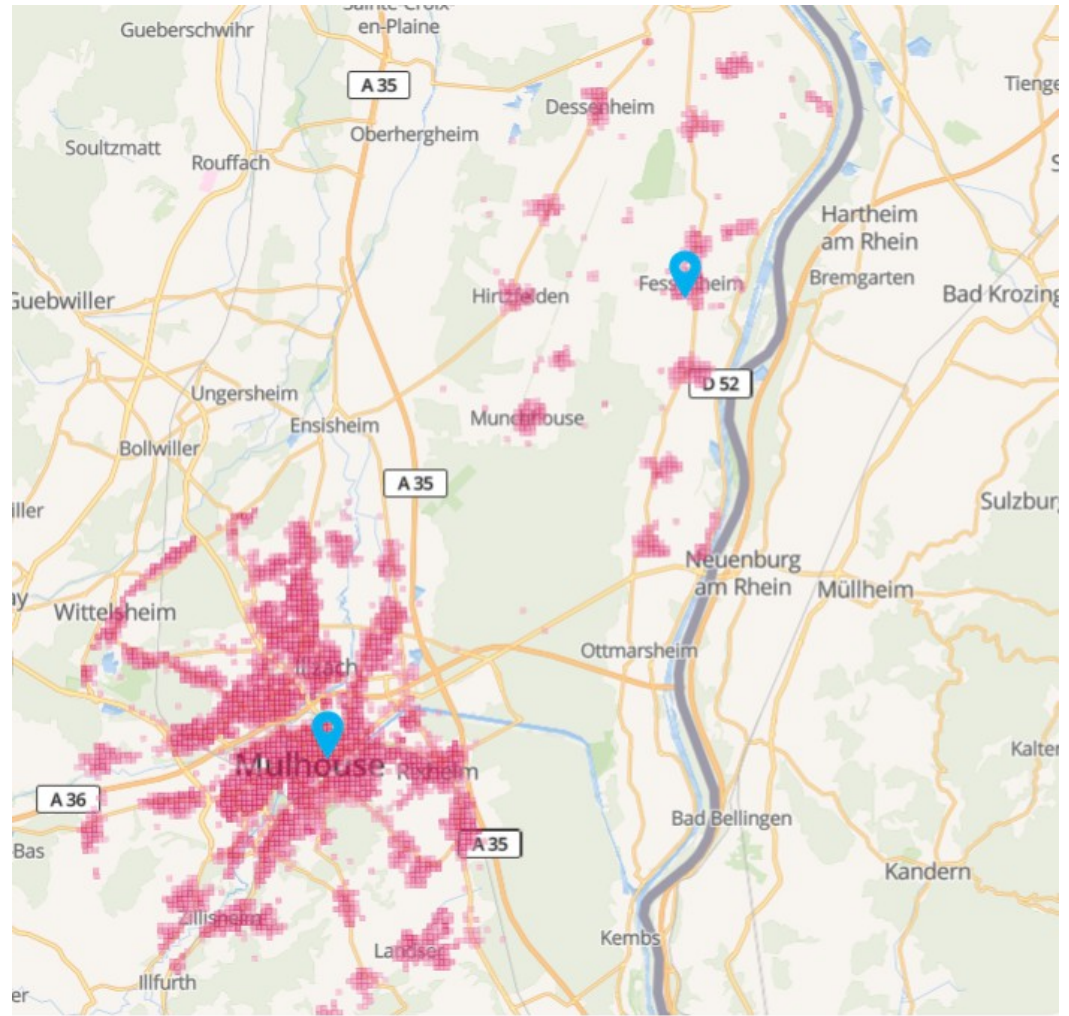 Sainte-Croix-
en-Plaine
Gueberschwihr
A 35
Tienge
Dessenheim
Oberhergheim
Soultzmatt
Rouffach
S
Hartheim
am Rhein
Fessenheim
Bremgarten
Guebwiller
Hirtzfelden
Bad Krozing
D 52
Ungersheim
Munchhouse
Ensisheim
Bollwiller
A 35
iller
Sulzburg
Neuenburg
am Rhein
Müllheim
Wittelsheim
Ottmarsheim
Illzach
Kalter
Mulhouse
Rixheim
A 36
Bad Bellingen
A 35
Bas
Kandern
Zillisheim
Kembs
Landser
Illfurth
er